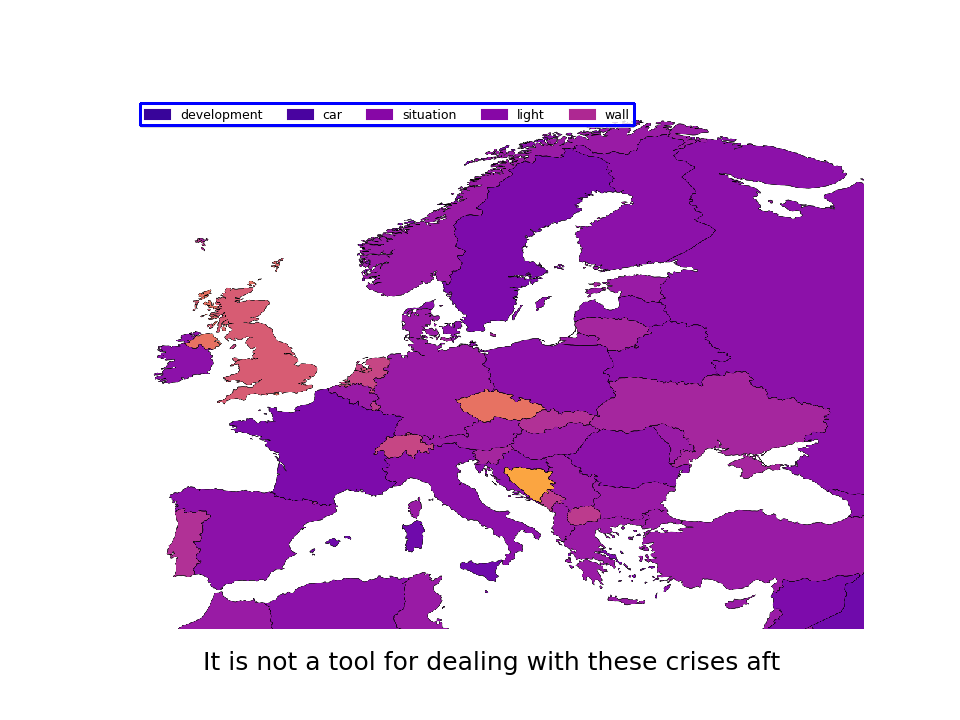 development car situation light wall
It is not a tool for dealing with these crises aft